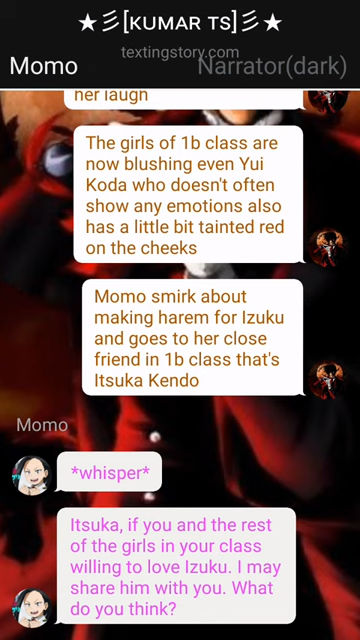 ★彡[ᴋᴜᴍᴀʀ ᴛs]彡★
textingstory.com
Momo
Narrator(dark)
her laugh
The girls of 1b class are
now blushing even Yui
Koda who doesn't often
show any emotions also
has a little bit tainted red
on the cheeks
Momo smirk about
making harem for Izuku
and goes to her close
friend in 1b class that's
Itsuka Kendo
Momo
*whisper*
Itsuka, if you and the rest
of the girls in your class
willing to love Izuku. I may
share him with you. What
do you think?